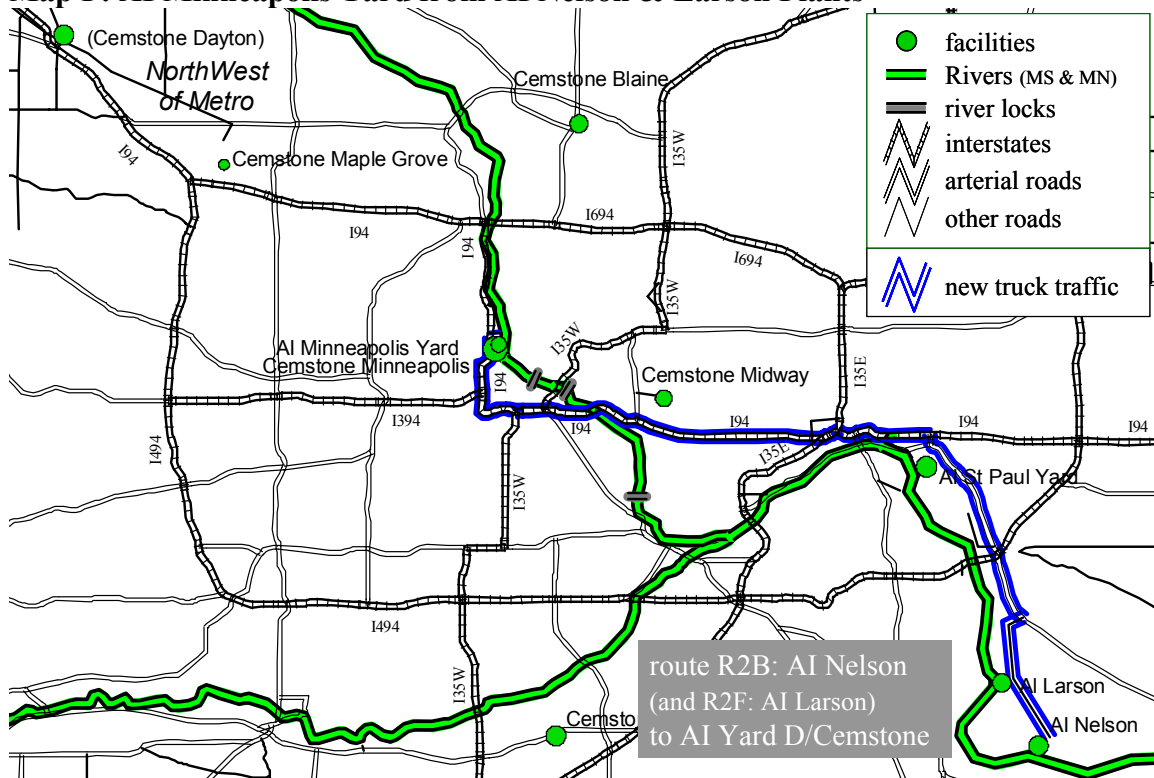 Map D: AI Minneapolis Yard from AI Nelson & Larson Plants
(Cemstone Dayton)
NorthWest
of Metro
Cemstone Blaine
Cemstone Maple Grove
I94
I35W
facilities
Rivers (MS & MN)
river locks
interstates
arterial roads
other roads
new truck traffic
I94
I94
I694
I694
I35W
I35W
AI Minneapolis Yard
Cemstone Minneapolis
I94
Cemstone Midway
I35E
I394
I94
I94
I94
I94
I494
I35W
I35E
AI St Paul Yard
I494
I35W
Cemsto
route R2B: AI Nelson
(and R2F: AI Larson)
to AI Yard D/Cemstone
AI Larson
AI Nelson